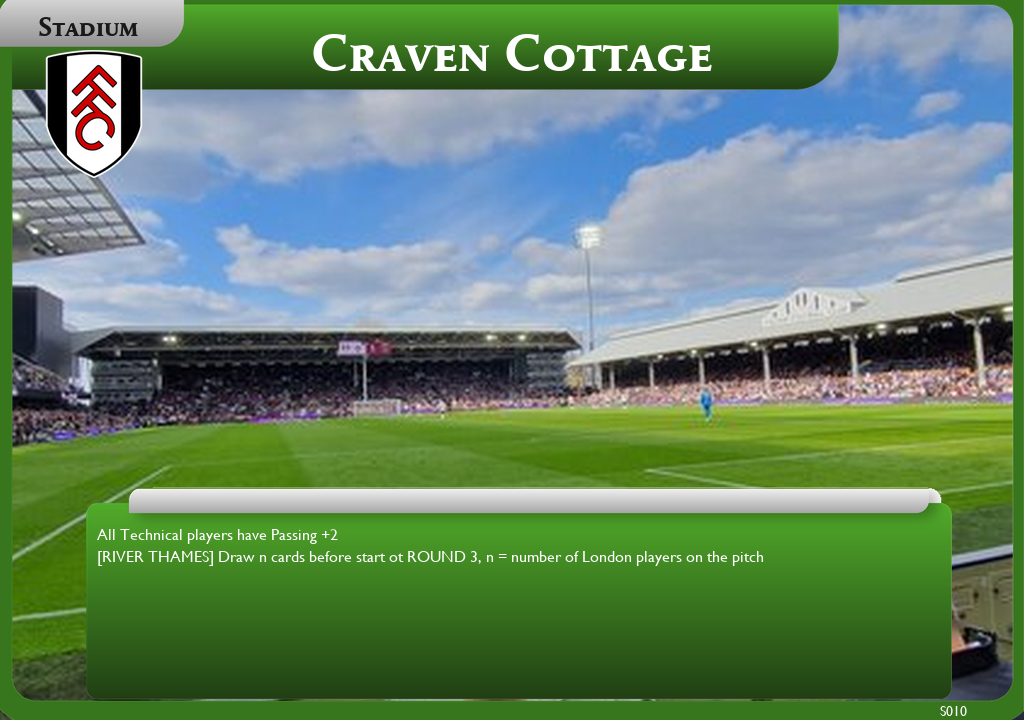 Stadium
Craven Cottage
FFC
All Technical players have Passing +2
[RIVER THAMES] Draw n cards before start ot ROUND 3, n = number of London players on the pitch
S010